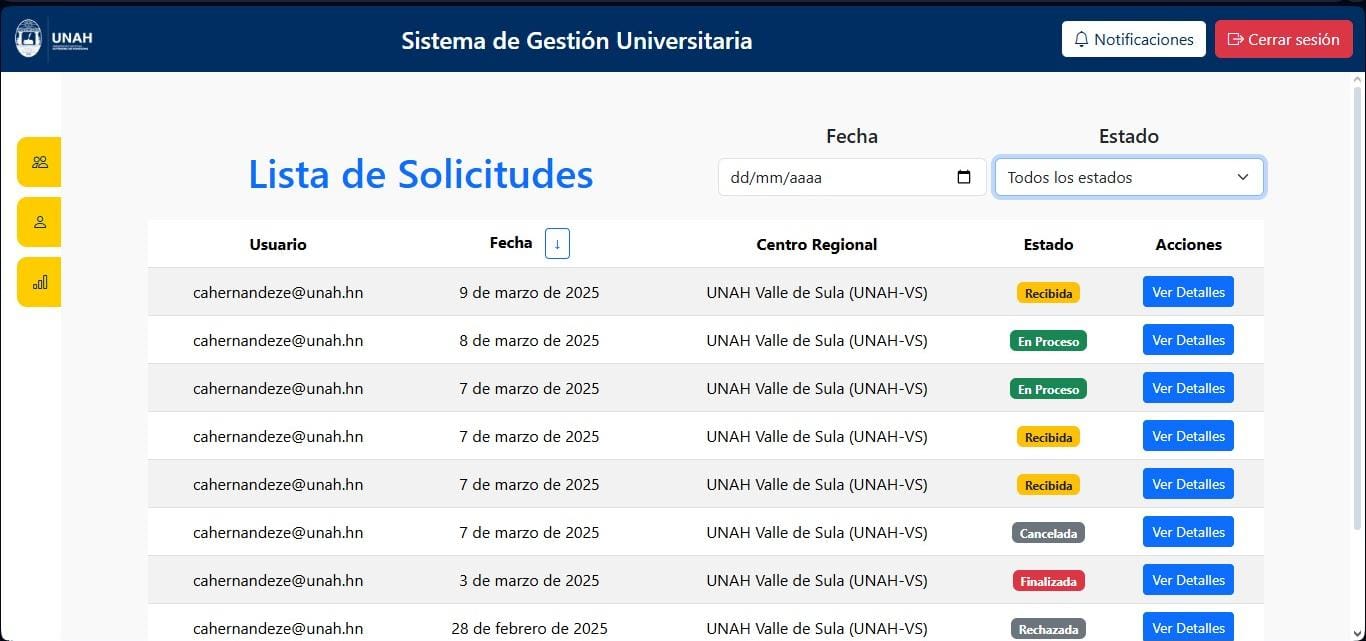 UNAH
Sistema de Gestión Universitaria
Notificaciones
Cerrar sesión
Fecha
Estado
Lista de Solicitudes
dd/mm/aaaa
Todos los estados
Usuario Fecha ↓ Centro Regional Estado Acciones
cahernandeze@unah.hn 9 de marzo de 2025 UNAH Valle de Sula (UNAH-VS) Recibida Ver Detalles
cahernandeze@unah.hn 8 de marzo de 2025 UNAH Valle de Sula (UNAH-VS) En Proceso Ver Detalles
cahernandeze@unah.hn 7 de marzo de 2025 UNAH Valle de Sula (UNAH-VS) En Proceso Ver Detalles
cahernandeze@unah.hn 7 de marzo de 2025 UNAH Valle de Sula (UNAH-VS) Recibida Ver Detalles
cahernandeze@unah.hn 7 de marzo de 2025 UNAH Valle de Sula (UNAH-VS) Recibida Ver Detalles
cahernandeze@unah.hn 7 de marzo de 2025 UNAH Valle de Sula (UNAH-VS) Cancelada Ver Detalles
cahernandeze@unah.hn 3 de marzo de 2025 UNAH Valle de Sula (UNAH-VS) Finalizada Ver Detalles
cahernandeze@unah.hn 28 de febrero de 2025 UNAH Valle de Sula (UNAH-VS) Rechazada Ver Detalles